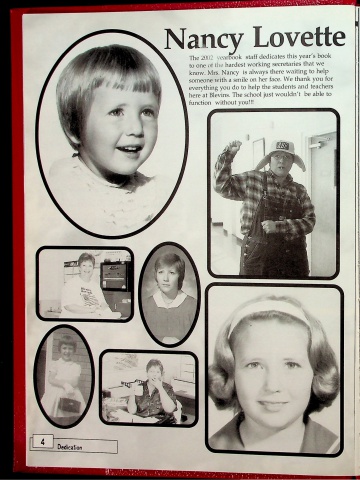 Nancy Lovette
The 2002 yearbook staff dedicates this year's book
to one of the hardest working secretaries that we
know. Mrs. Nancy is always there waiting to help
someone with a smile on her face. We thank you for
everything you do to help the students and teachers
here at Blevins. The school just wouldn't be able to
function without you!!!
4
Dedication